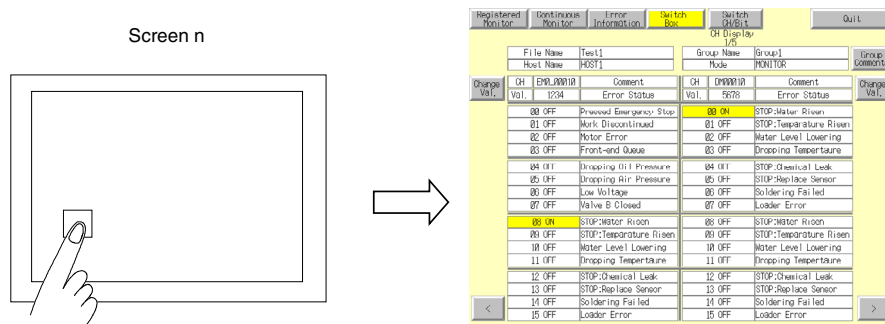 Screen n
Registered Monitor Continuous Monitor Error Information Switch Box Switch CH/Bit Quit
CH Display
1/5
File Name Test1 Group Name Group1 Group Comment
Host Name HOST1 Mode MONITOR
Change Val. CH EM0_00010 Comment CH DM00010 Comment Change Val.
Val. 1234 Error Status Val. 5678 Error Status
00 OFF Pressed Emergency Stop 00 ON STOP:Water Risen
01 OFF Work Discontinued 01 OFF STOP:Temparature Risen
02 OFF Motor Error 02 OFF Water Level Lowering
03 OFF Front-end Queue 03 OFF Dropping Tempertaure
04 OFF Dropping Oil Pressure 04 OFF STOP:Chemical Leak
05 OFF Dropping Air Pressure 05 OFF STOP:Replace Sensor
06 OFF Low Voltage 06 OFF Soldering Failed
07 OFF Valve B Closed 07 OFF Loader Error
08 ON STOP:Water Risen 08 OFF STOP:Water Risen
09 OFF STOP:Temparature Risen 09 OFF STOP:Temparature Risen
10 OFF Water Level Lowering 10 OFF Water Level Lowering
11 OFF Dropping Tempertaure 11 OFF Dropping Tempertaure
12 OFF STOP:Chemical Leak 12 OFF STOP:Chemical Leak
13 OFF STOP:Replace Sensor 13 OFF STOP:Replace Sensor
14 OFF Soldering Failed 14 OFF Soldering Failed
< 15 OFF Loader Error 15 OFF Loader Error >